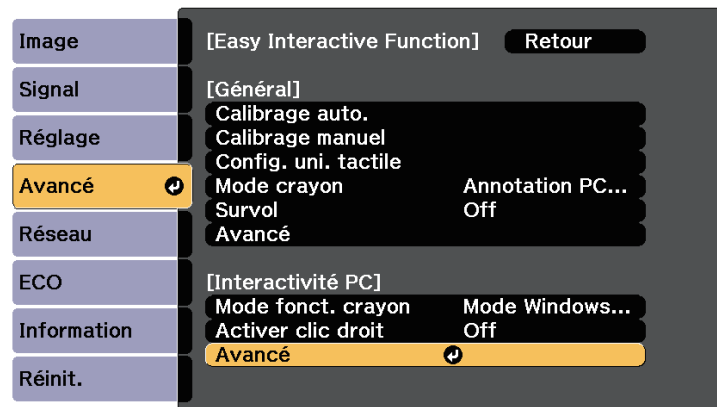 Image
Signal
Réglage
Avancé
Réseau
ECO
Information
Réinit.
[Easy Interactive Function] Retour
[Général]
Calibrage auto.
Calibrage manuel
Config. uni. tactile
Mode crayon Annotation PC...
Survol Off
Avancé
[Interactivité PC]
Mode fonct. crayon Mode Windows...
Activer clic droit Off
Avancé